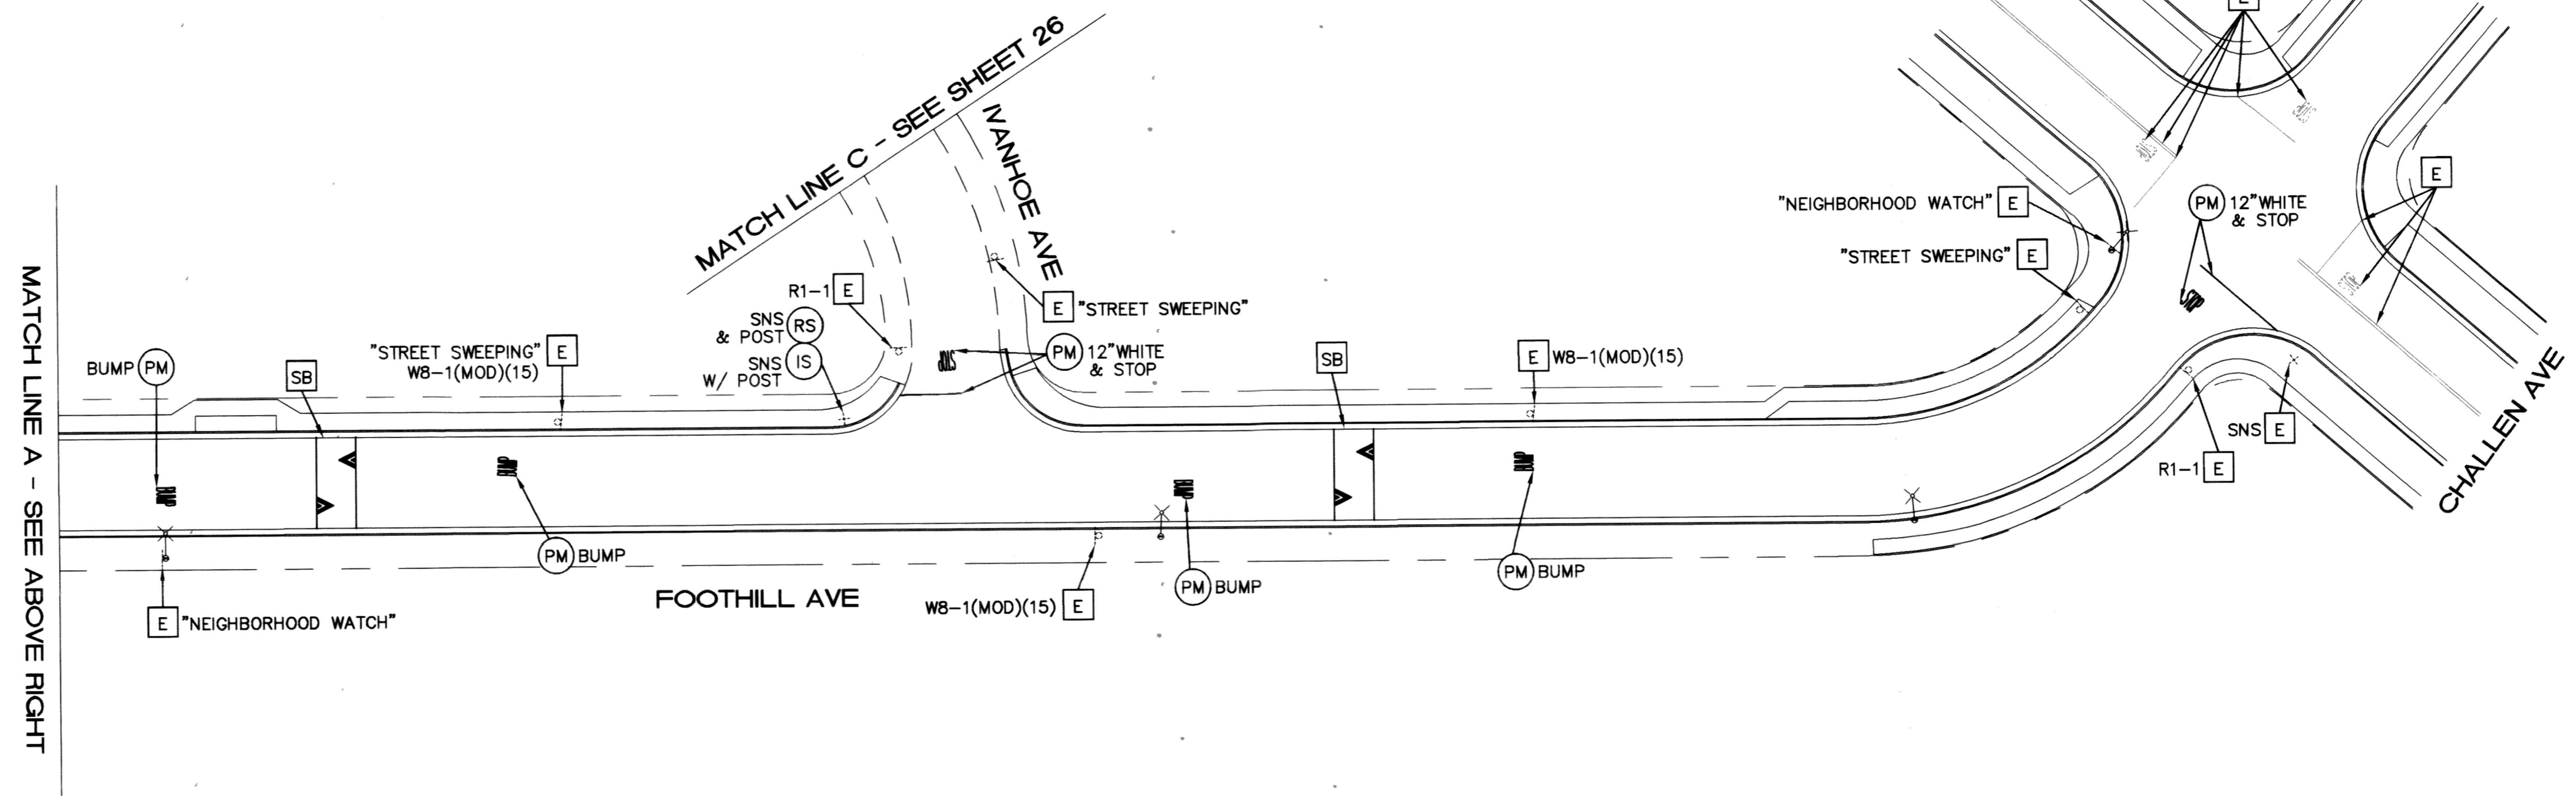 MATCH LINE A - SEE ABOVE RIGHT
MATCH LINE C - SEE SHEET 26
IVANHOE AVE
BUMP PM
BUMP
SB
"STREET SWEEPING" E
W8-1(MOD)(15)
BUMP
PM BUMP
E "NEIGHBORHOOD WATCH"
R1-1 E
SNS RS
& POST
SNS IS
W/ POST
STOP
E "STREET SWEEPING"
PM 12"WHITE
& STOP
FOOTHILL AVE
W8-1(MOD)(15) E
BUMP
PM BUMP
SB
E W8-1(MOD)(15)
BUMP
PM BUMP
"NEIGHBORHOOD WATCH" E
"STREET SWEEPING" E
E
STOP
STOP
PM 12"WHITE
& STOP
STOP
E
STOP
SNS E
R1-1 E
CHALLEN AVE